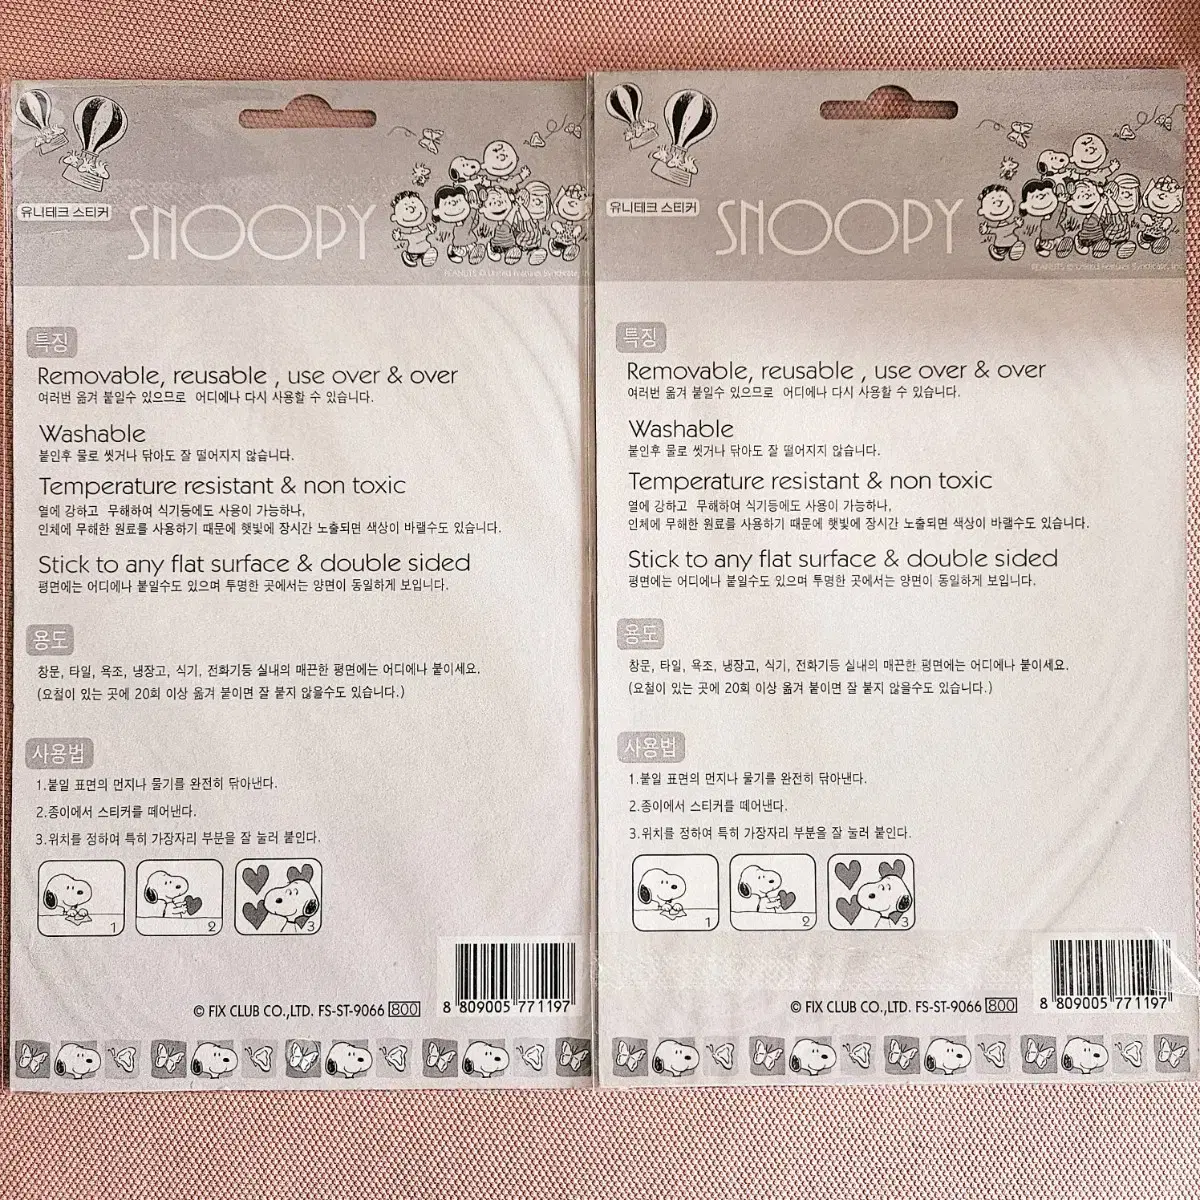 유니테크 스티커
SNOOPY
PEANUTS © United Feature Syndicate, In
특징
Removable, reusable , use over & over
여러번 옮겨 붙일수 있으므로 어디에나 다시 사용할 수 있습니다.
Washable
붙인후 물로 씻거나 닦아도 잘 떨어지지 않습니다.
Temperature resistant & non toxic
열에 강하고 무해하여 식기등에도 사용이 가능하나,
인체에 무해한 원료를 사용하기 때문에 햇빛에 장시간 노출되면 색상이 바랠수도 있습니다.
Stick to any flat surface & double sided
평면에는 어디에나 붙일수도 있으며 투명한 곳에서는 양면이 동일하게 보입니다.
용도
창문, 타일, 욕조, 냉장고, 식기, 전화기등 실내의 매끈한 평면에는 어디에나 붙이세요.
(요철이 있는 곳에 20회 이상 옮겨 붙이면 잘 붙지 않을수도 있습니다.)
사용법
1.붙일 표면의 먼지나 물기를 완전히 닦아낸다.
2.종이에서 스티커를 떼어낸다.
3.위치를 정하여 특히 가장자리 부분을 잘 눌러 붙인다.
1
2
3
8 809005 771197
© FIX CLUB CO.,LTD. FS-ST-9066 800
유니테크 스티커
SNOOPY
PEANUTS © United Feature Syndicate, Inc.
특징
Removable, reusable , use over & over
여러번 옮겨 붙일수 있으므로 어디에나 다시 사용할 수 있습니다.
Washable
붙인후 물로 씻거나 닦아도 잘 떨어지지 않습니다.
Temperature resistant & non toxic
열에 강하고 무해하여 식기등에도 사용이 가능하나,
인체에 무해한 원료를 사용하기 때문에 햇빛에 장시간 노출되면 색상이 바랠수도 있습니다.
Stick to any flat surface & double sided
평면에는 어디에나 붙일수도 있으며 투명한 곳에서는 양면이 동일하게 보입니다.
용도
창문, 타일, 욕조, 냉장고, 식기, 전화기등 실내의 매끈한 평면에는 어디에나 붙이세요.
(요철이 있는 곳에 20회 이상 옮겨 붙이면 잘 붙지 않을수도 있습니다.)
사용법
1.붙일 표면의 먼지나 물기를 완전히 닦아낸다.
2.종이에서 스티커를 떼어낸다.
3.위치를 정하여 특히 가장자리 부분을 잘 눌러 붙인다.
1
2
3
8 809005 771197
© FIX CLUB CO.,LTD. FS-ST-9066 800